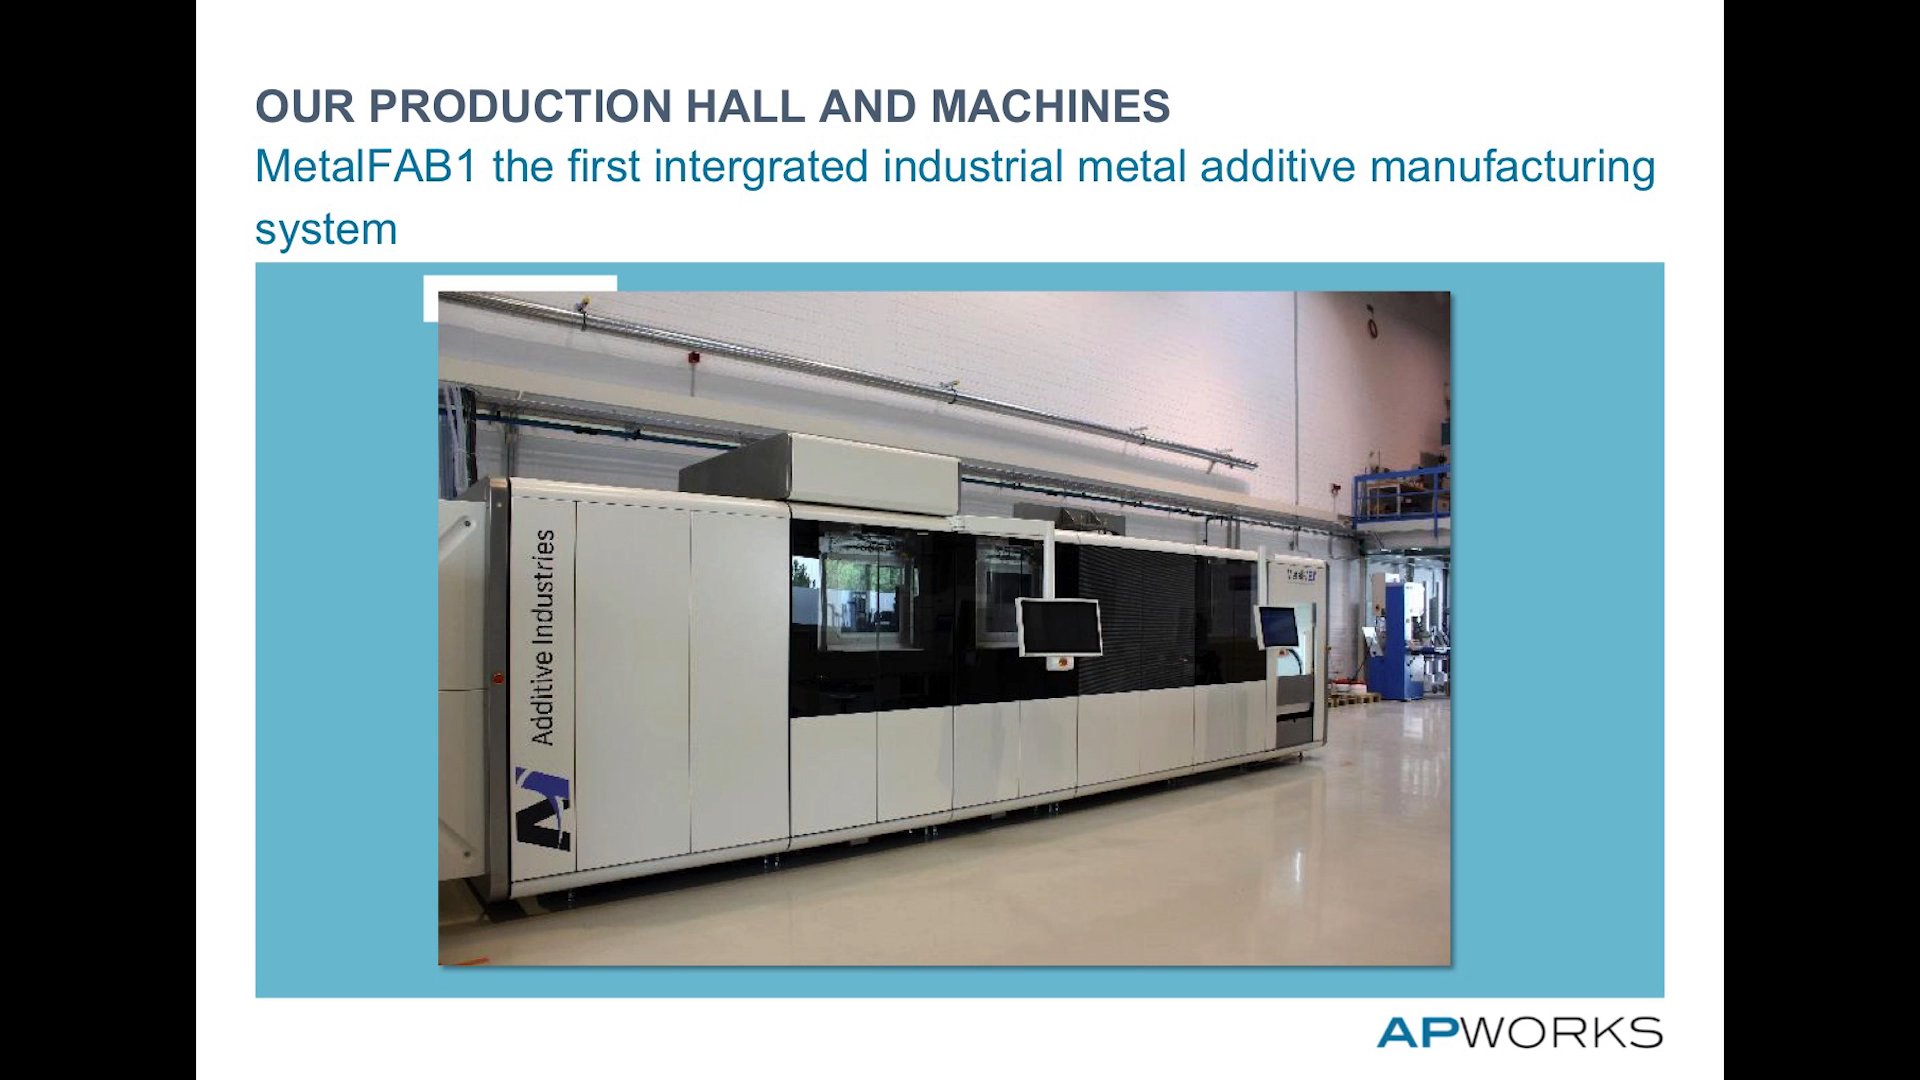 OUR PRODUCTION HALL AND MACHINES
MetalFAB1 the first intergrated industrial metal additive manufacturing
system
Additive Industries
APWORKS